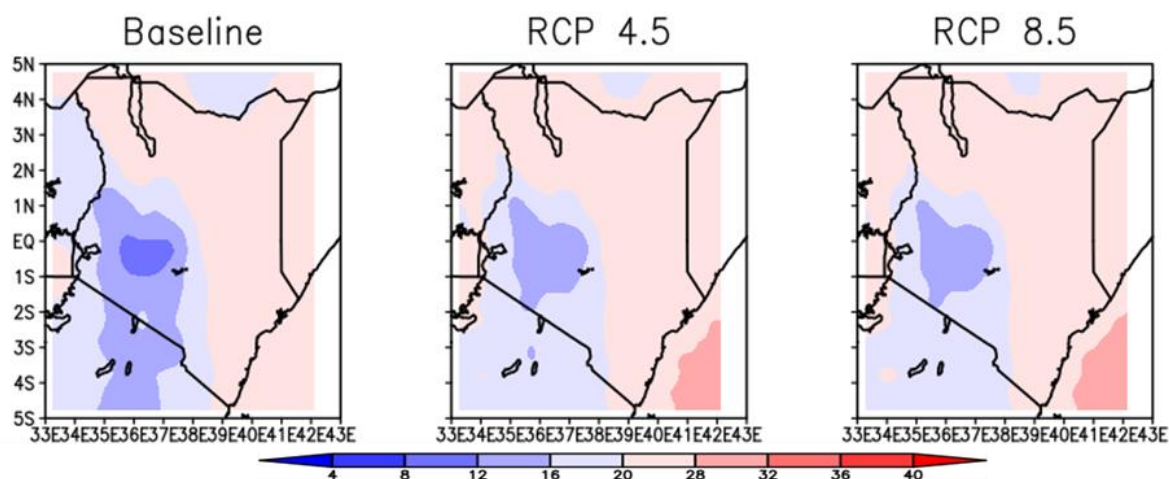 Baseline RCP 4.5 RCP 8.5
5N
4N
3N
2N
1N
EQ
1S
2S
3S
4S
5S
33E34E35E36E37E38E39E40E41E42E43E 33E34E35E36E37E38E39E40E41E42E43E 33E34E35E36E37E38E39E40E41E42E43E
4 8 12 16 20 28 32 36 40